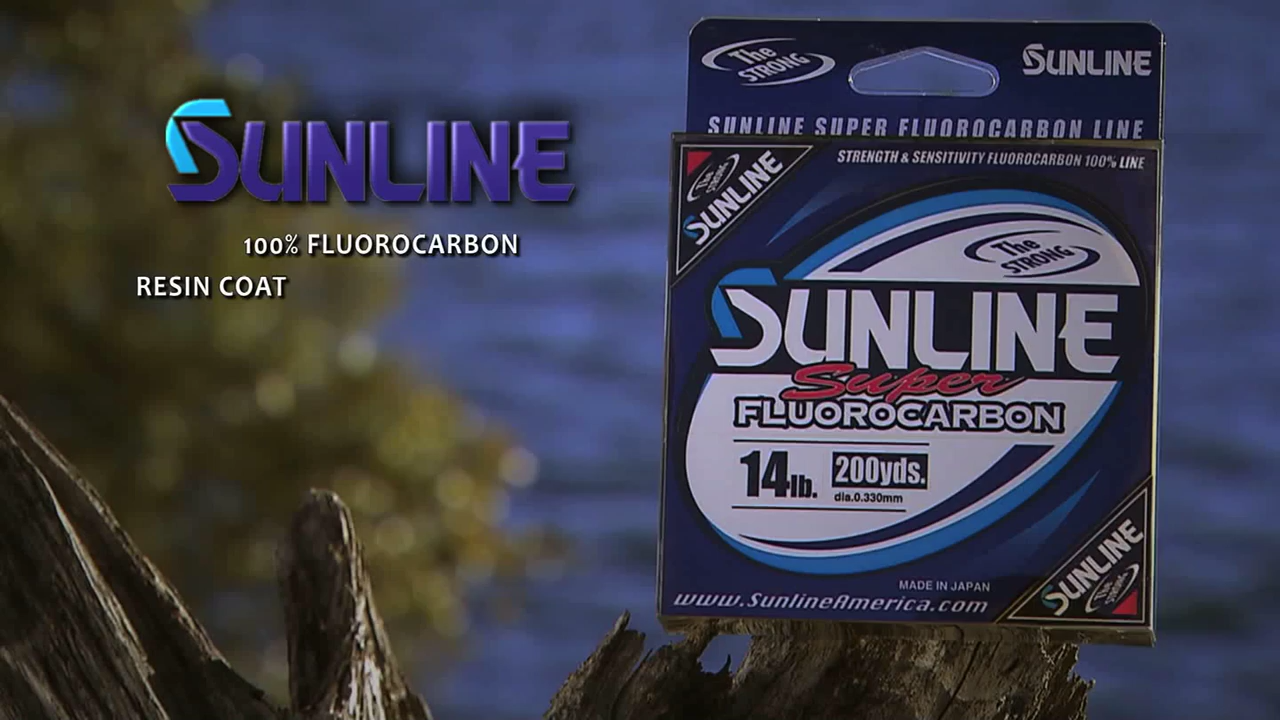 SUNLINE
100% FLUOROCARBON
RESIN COAT
The STRONG
SUNLINE
SUNLINE SUPER FLUOROCARBON LINE
STRENGTH & SENSITIVITY FLUOROCARBON 100% LINE
The STRONG
SUNLINE
The STRONG
SUNLINE
Super
FLUOROCARBON
14lb. 200yds.
dia.0.330mm
MADE IN JAPAN
www.SunlineAmerica.com
SUNLINE
The STRONG